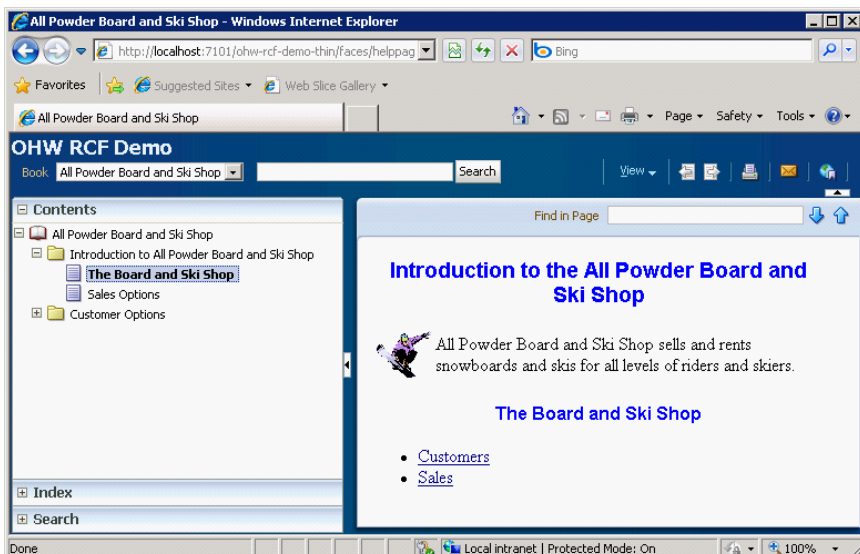 All Powder Board and Ski Shop - Windows Internet Explorer
http://localhost:7101/ohw-rcf-demo-thin/faces/helppag
Bing
Favorites Suggested Sites Web Slice Gallery
All Powder Board and Ski Shop
Page Safety Tools
OHW RCF Demo
Book All Powder Board and Ski Shop Search View
Contents
All Powder Board and Ski Shop
Introduction to All Powder Board and Ski Shop
The Board and Ski Shop
Sales Options
Customer Options
Index
Search
Find in Page
Introduction to the All Powder Board and
Ski Shop
All Powder Board and Ski Shop sells and rents
snowboards and skis for all levels of riders and skiers.
The Board and Ski Shop
• Customers
• Sales
Done Local intranet | Protected Mode: On 100%